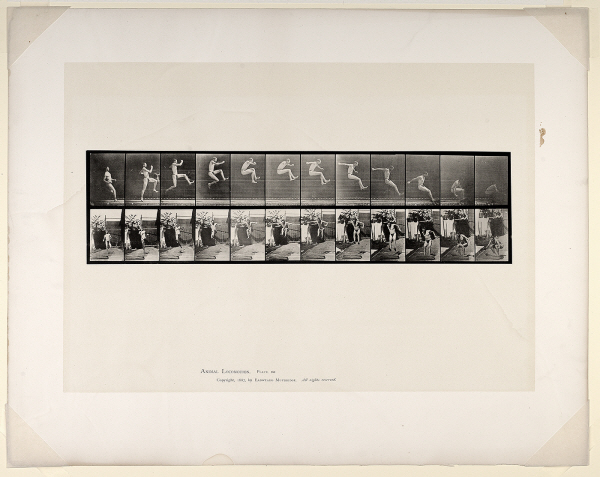 Animal Locomotion. Plate
Copyright, 1887, by Eadweard Muybridge. All rights reserved.